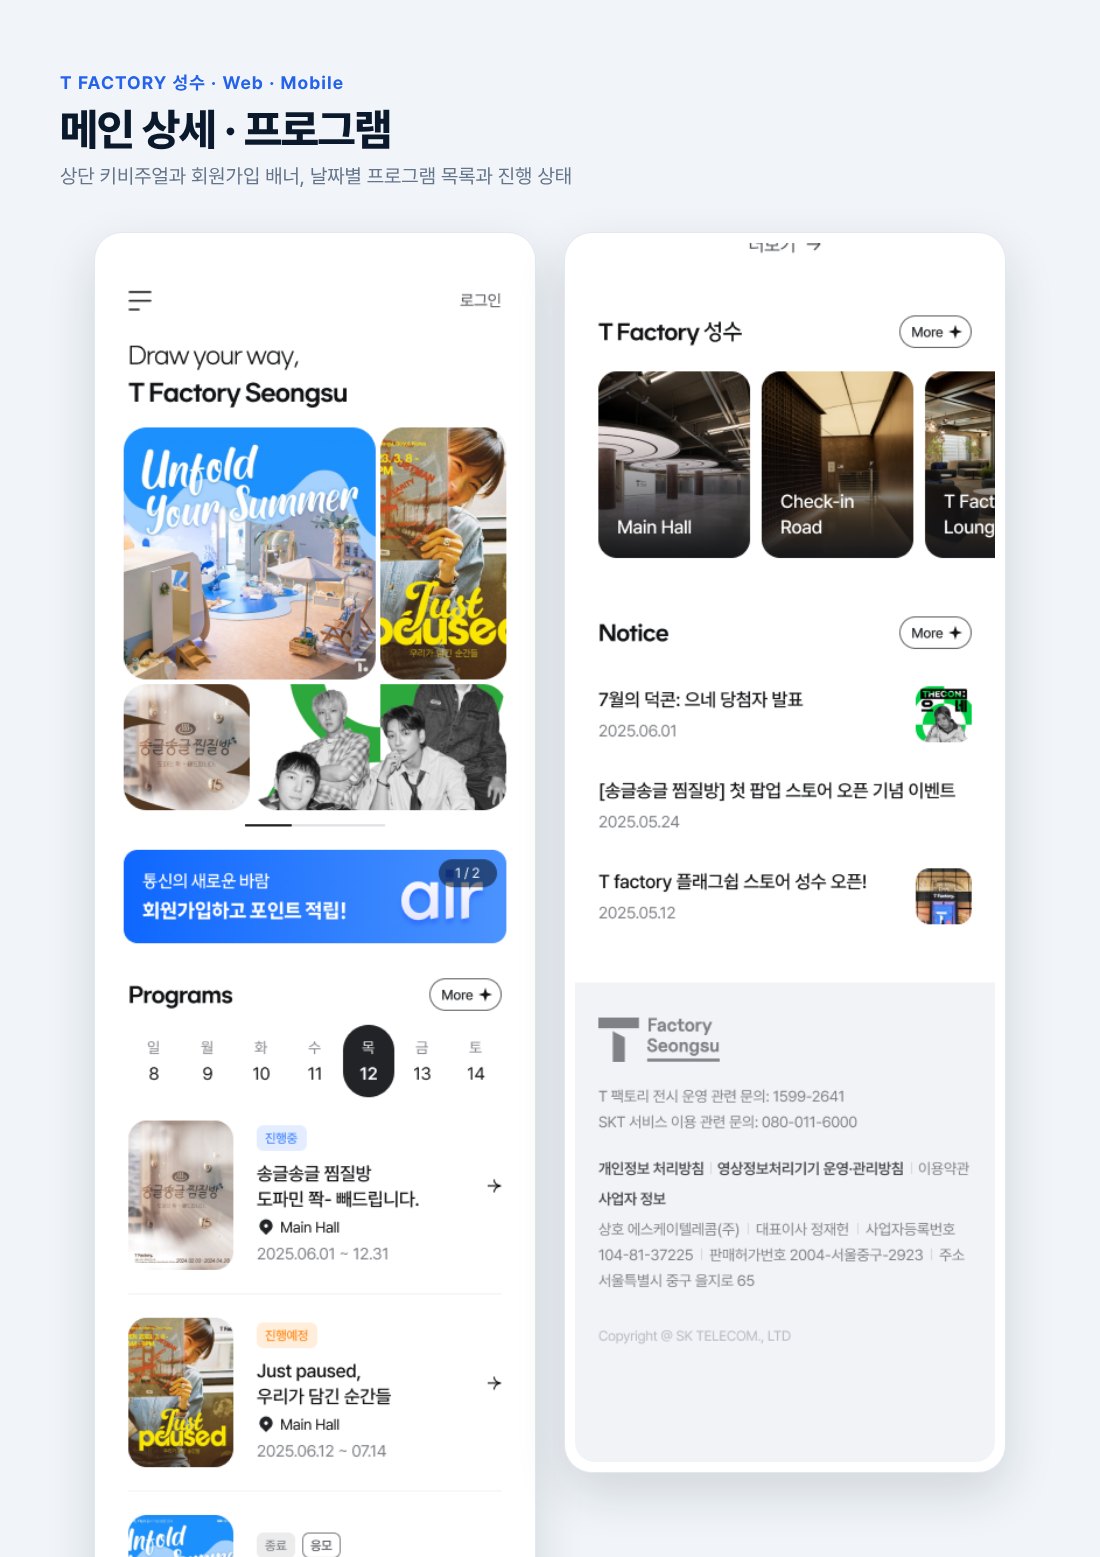 T FACTORY 성수 · Web · Mobile
메인 상세 · 프로그램
상단 키비주얼과 회원가입 배너, 날짜별 프로그램 목록과 진행 상태
로그인
Draw your way,
T Factory Seongsu
Unfold
Your Summer
Just
paused
우리가 담긴 순간들
송글송글 찜질방
도파민 쫙- 빼드립니다.
통신의 새로운 바람
회원가입하고 포인트 적립!
air
1 / 2
Programs
More
일 월 화 수 목 금 토
8 9 10 11 12 13 14
진행중
송글송글 찜질방
도파민 쫙- 빼드립니다.
Main Hall
2025.06.01 ~ 12.31
진행예정
Just paused,
우리가 담긴 순간들
Main Hall
2025.06.12 ~ 07.14
Just
paused
Unfold
종료 응모
더보기
T Factory 성수
More
Main Hall
Check-in
Road
T Fact
Loung
Notice
More
7월의 덕콘: 으네 당첨자 발표
2025.06.01
THECON:
으네
[송글송글 찜질방] 첫 팝업 스토어 오픈 기념 이벤트
2025.05.24
T factory 플래그쉽 스토어 성수 오픈!
2025.05.12
T Factory
Seongsu
T 팩토리 전시 운영 관련 문의: 1599-2641
SKT 서비스 이용 관련 문의: 080-011-6000
개인정보 처리방침 | 영상정보처리기기 운영·관리방침 | 이용약관
사업자 정보
상호 에스케이텔레콤(주) | 대표이사 정재헌 | 사업자등록번호
104-81-37225 | 판매허가번호 2004-서울중구-2923 | 주소
서울특별시 중구 을지로 65
Copyright @ SK TELECOM., LTD